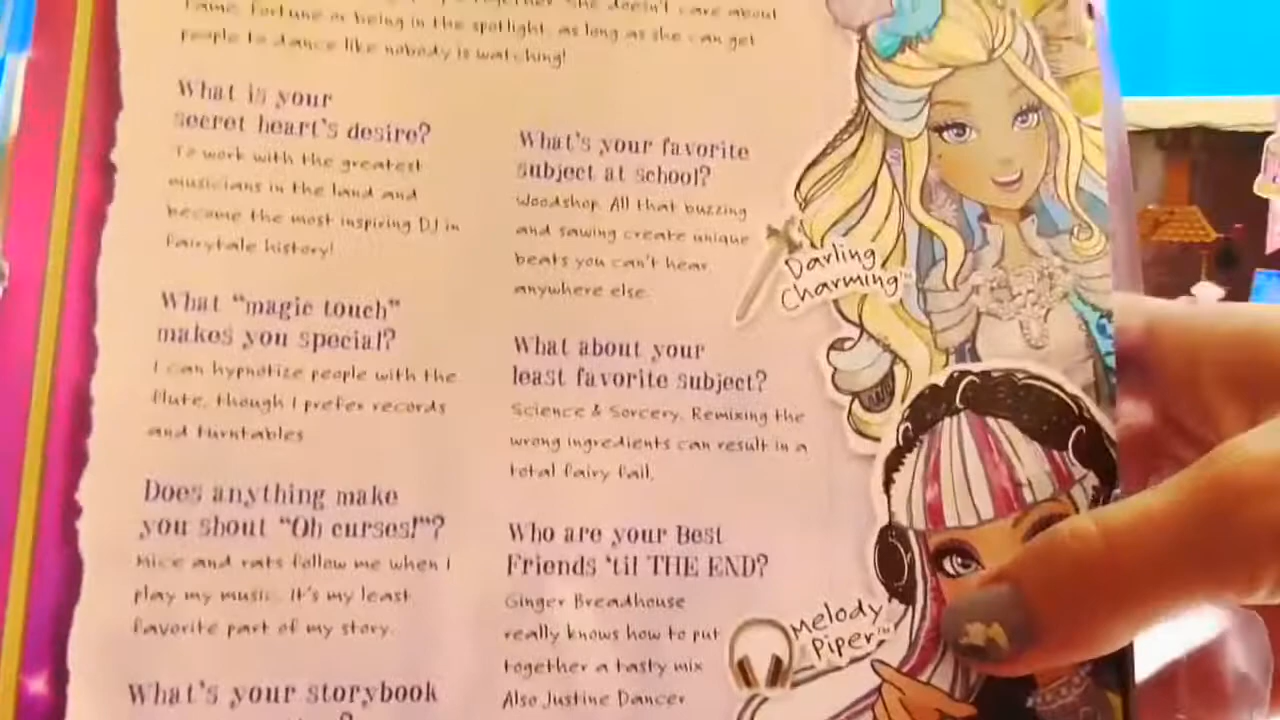 together she doesn't care about
Fame, Fortune or being in the spotlight, as long as she can get
people to dance like nobody is watching!
What is your
secret heart's desire?
To work with the greatest
musicians in the land and
become the most inspiring DJ in
fairytale history!
What "magic touch"
makes you special?
I can hypnotize people with the
flute, though I prefer records
and turntables
Does anything make
you shout "Oh curses!"?
Mice and rats follow me when I
play my music. It's my least
favorite part of my story.
What's your storybook
What's your favorite
subject at school?
Woodshop. All that buzzing
and sawing create unique
beats you can't hear
anywhere else.
What about your
least favorite subject?
Science & Sorcery. Remixing the
wrong ingredients can result in a
total fairy fail.
Who are your Best
Friends 'til THE END?
Ginger Breadhouse
really knows how to put
together a tasty mix
Also Justine Dancer
Darling
Charming™
Melody
Piper™